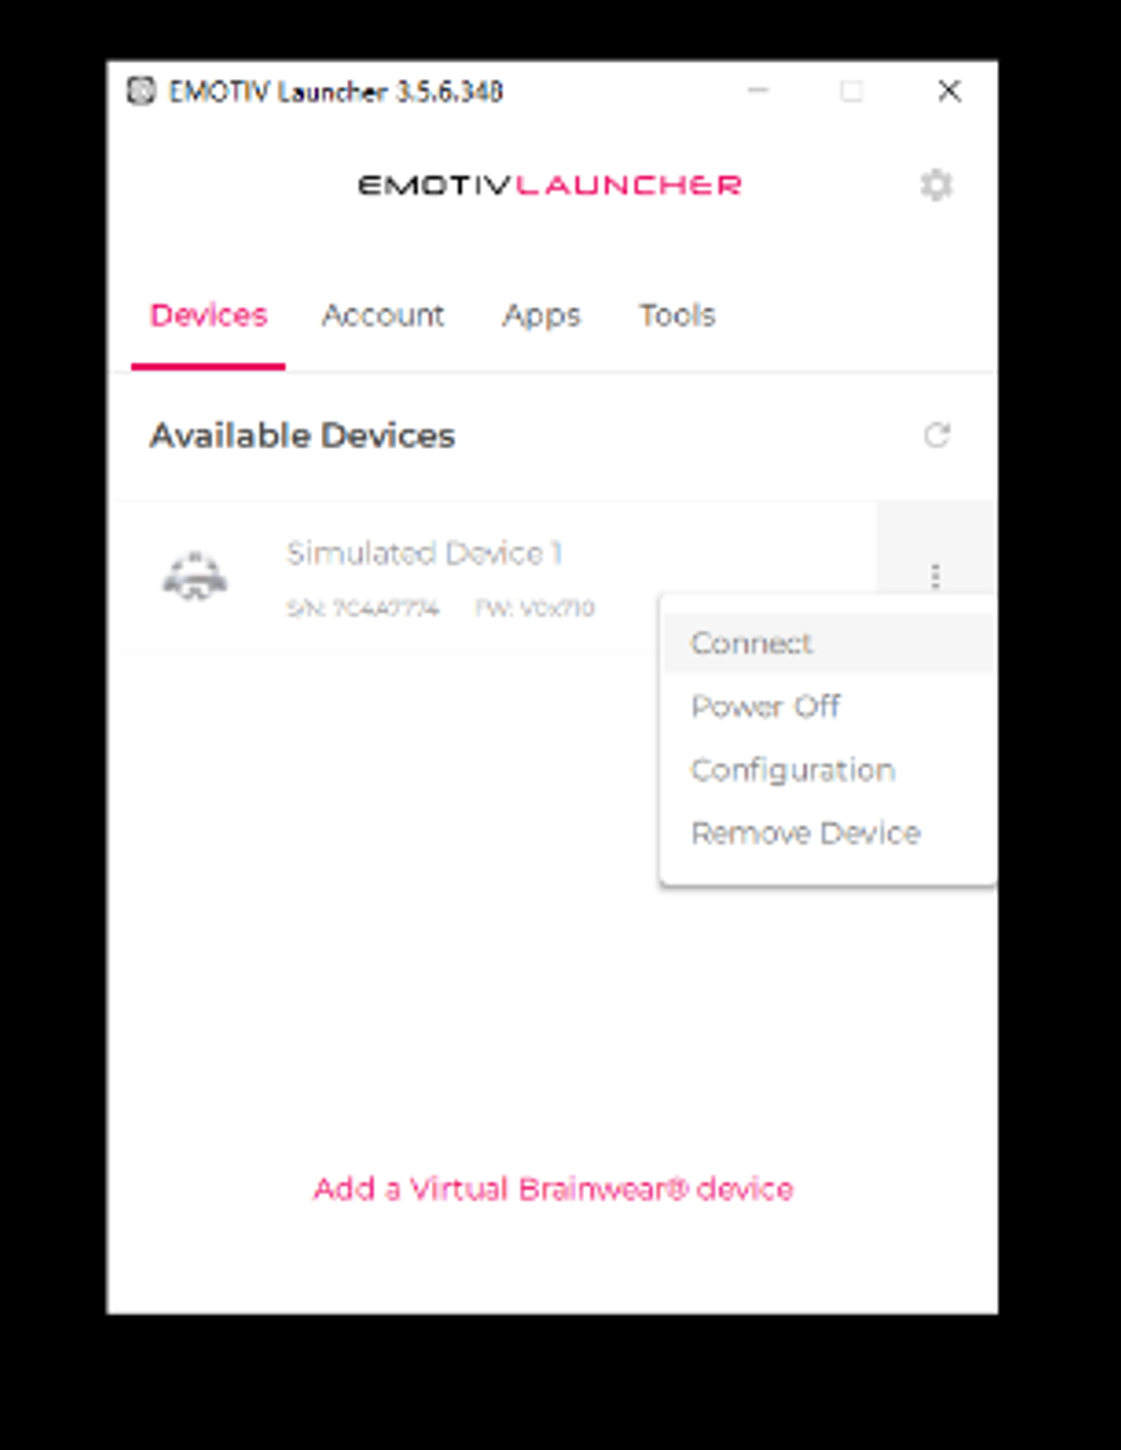 EMOTIV Launcher 3.5.6.348
EMOTIVLAUNCHER
Devices Account Apps Tools
Available Devices
Simulated Device 1
S/N: 7C4A7774 FW: V0x710
Connect
Power Off
Configuration
Remove Device
Add a Virtual Brainwear® device